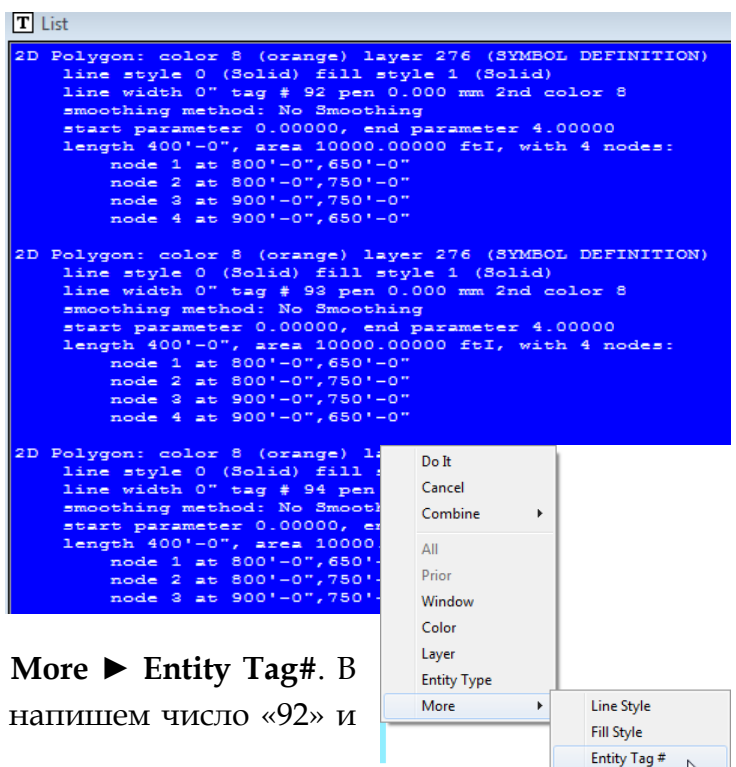 T List
2D Polygon: color 8 (orange) layer 276 (SYMBOL DEFINITION)
line style 0 (Solid) fill style 1 (Solid)
line width 0" tag # 92 pen 0.000 mm 2nd color 8
smoothing method: No Smoothing
start parameter 0.00000, end parameter 4.00000
length 400'-0", area 10000.00000 ftI, with 4 nodes:
node 1 at 800'-0",650'-0"
node 2 at 800'-0",750'-0"
node 3 at 900'-0",750'-0"
node 4 at 900'-0",650'-0"
2D Polygon: color 8 (orange) layer 276 (SYMBOL DEFINITION)
line style 0 (Solid) fill style 1 (Solid)
line width 0" tag # 93 pen 0.000 mm 2nd color 8
smoothing method: No Smoothing
start parameter 0.00000, end parameter 4.00000
length 400'-0", area 10000.00000 ftI, with 4 nodes:
node 1 at 800'-0",650'-0"
node 2 at 800'-0",750'-0"
node 3 at 900'-0",750'-0"
node 4 at 900'-0",650'-0"
2D Polygon: color 8 (orange)
line style 0 (Solid) fill
line width 0" tag # 94 pen
smoothing method: No
start parameter 0.00000,
length 400'-0", area 10000.
node 1 at 800'-0",650'-
node 2 at 800'-0",750'-
node 3 at 900'-0",750'-
Do It
Cancel
Combine
All
Prior
Window
Color
Layer
Entity Type
More
Line Style
Fill Style
Entity Tag #
More ► Entity Tag#. В
напишем число «92» и